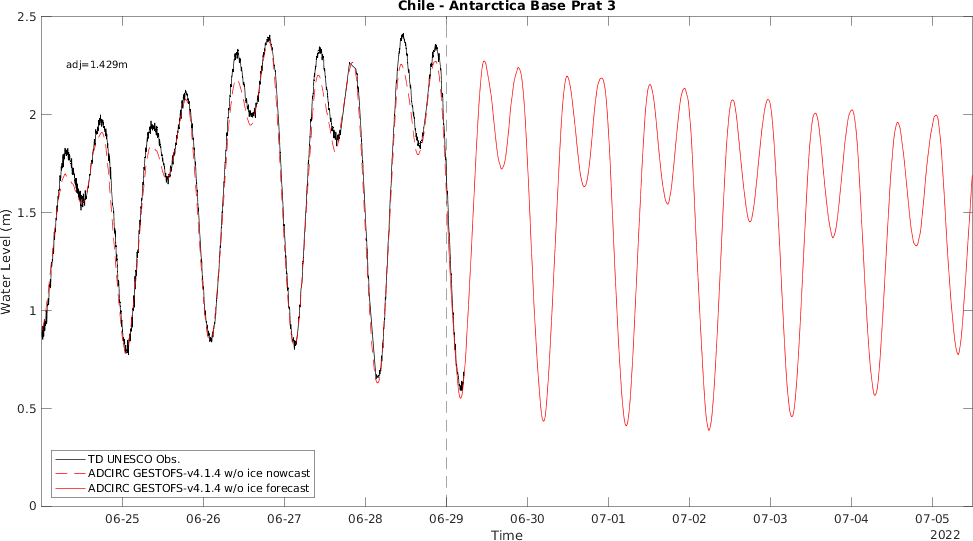 Chile - Antarctica Base Prat 3
2.5
adj=1.429m
2
1.5
Water Level (m)
1
0.5
TD UNESCO Obs.
ADCIRC GESTOFS-v4.1.4 w/o ice nowcast
ADCIRC GESTOFS-v4.1.4 w/o ice forecast
0
06-25 06-26 06-27 06-28 06-29 06-30 07-01 07-02 07-03 07-04 07-05
Time
2022